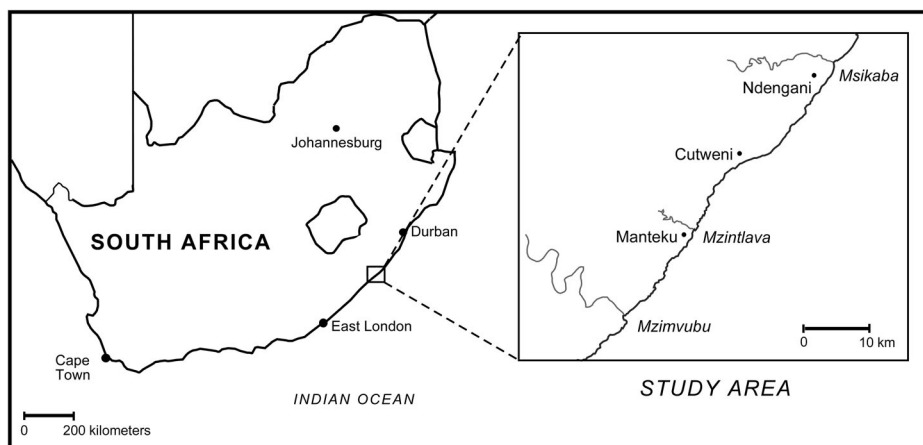 Johannesburg
SOUTH AFRICA
Durban
East London
Cape
Town
INDIAN OCEAN
0 200 kilometers
Ndengani
Msikaba
Cutweni
Manteku
Mzintlava
Mzimvubu
0 10 km
STUDY AREA